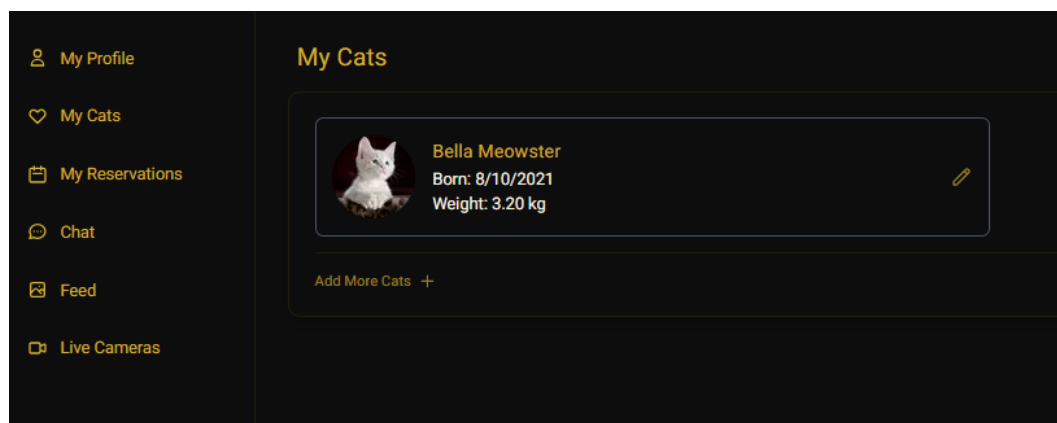 My Profile
My Cats
My Reservations
Chat
Feed
Live Cameras
My Cats
Bella Meowster
Born: 8/10/2021
Weight: 3.20 kg
Add More Cats +